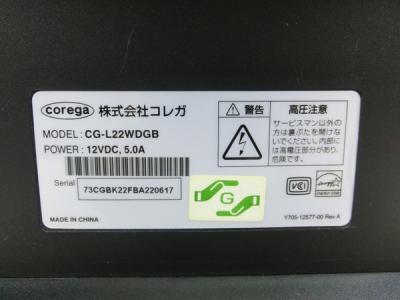 corega 株式会社コレガ
MODEL: CG-L22WDGB
POWER: 12VDC, 5.0A
Serial 73CGBK22FBA220617
MADE IN CHINA
警告 高圧注意
サービスマン以外の
方は裏ぶたを開けな
いでください。内部に
は高電圧部分があり、
危険です。
G
VCCI
ENERGY STAR
Y705-12577-00 Rev.A